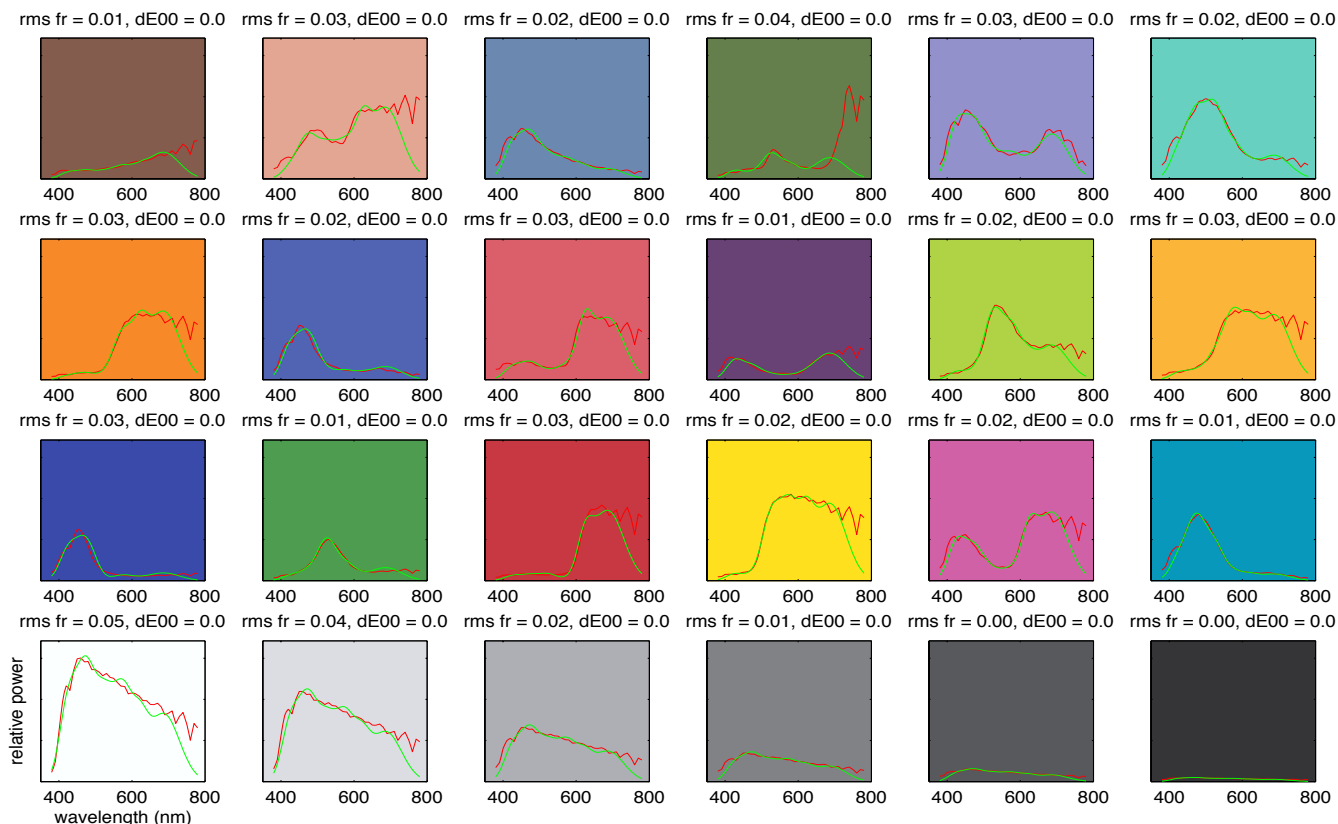 rms fr = 0.01, dE00 = 0.0 rms fr = 0.03, dE00 = 0.0 rms fr = 0.02, dE00 = 0.0 rms fr = 0.04, dE00 = 0.0 rms fr = 0.03, dE00 = 0.0 rms fr = 0.02, dE00 = 0.0
400 600 800 400 600 800 400 600 800 400 600 800 400 600 800 400 600 800
rms fr = 0.03, dE00 = 0.0 rms fr = 0.02, dE00 = 0.0 rms fr = 0.03, dE00 = 0.0 rms fr = 0.01, dE00 = 0.0 rms fr = 0.02, dE00 = 0.0 rms fr = 0.03, dE00 = 0.0
400 600 800 400 600 800 400 600 800 400 600 800 400 600 800 400 600 800
rms fr = 0.03, dE00 = 0.0 rms fr = 0.01, dE00 = 0.0 rms fr = 0.03, dE00 = 0.0 rms fr = 0.02, dE00 = 0.0 rms fr = 0.02, dE00 = 0.0 rms fr = 0.01, dE00 = 0.0
400 600 800 400 600 800 400 600 800 400 600 800 400 600 800 400 600 800
rms fr = 0.05, dE00 = 0.0 rms fr = 0.04, dE00 = 0.0 rms fr = 0.02, dE00 = 0.0 rms fr = 0.01, dE00 = 0.0 rms fr = 0.00, dE00 = 0.0 rms fr = 0.00, dE00 = 0.0
relative power
400 600 800 400 600 800 400 600 800 400 600 800 400 600 800 400 600 800
wavelength (nm)